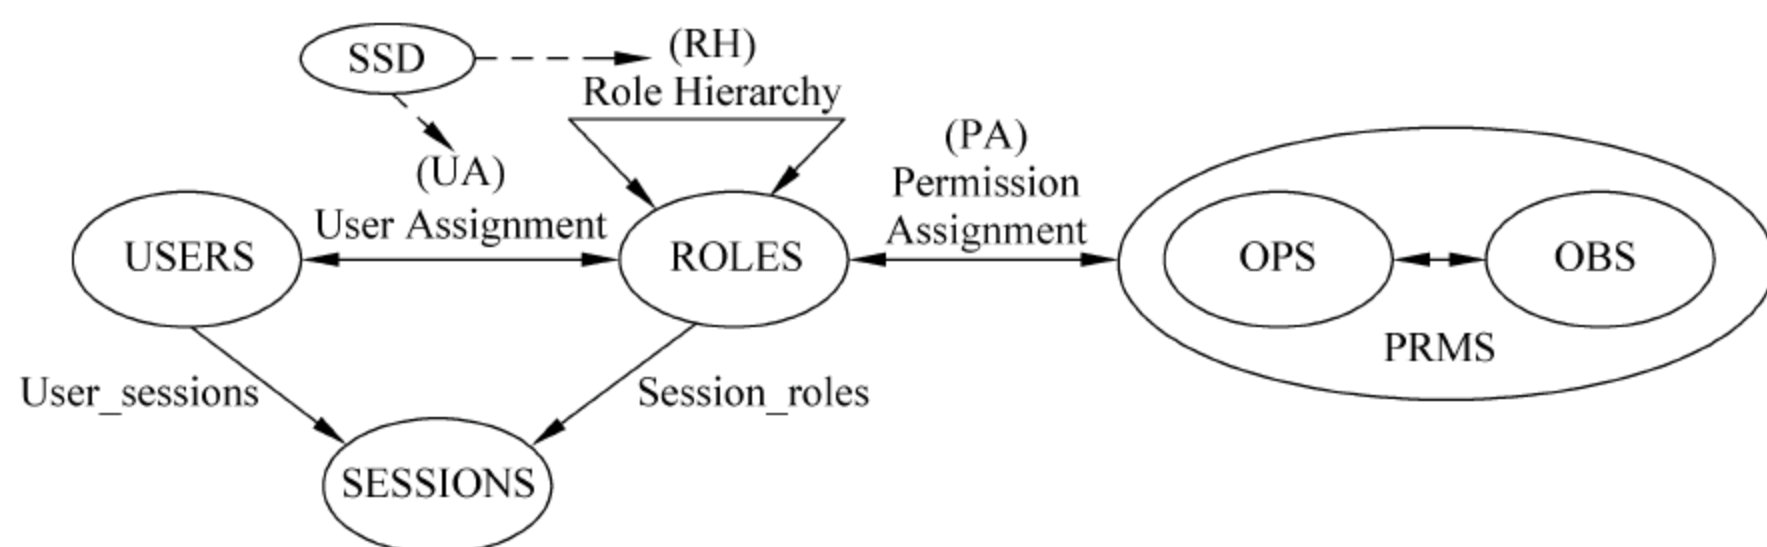 SSD
(RH)
Role Hierarchy
(UA)
User Assignment
(PA)
Permission
Assignment
USERS
ROLES
OPS
OBS
PRMS
User_sessions
Session_roles
SESSIONS